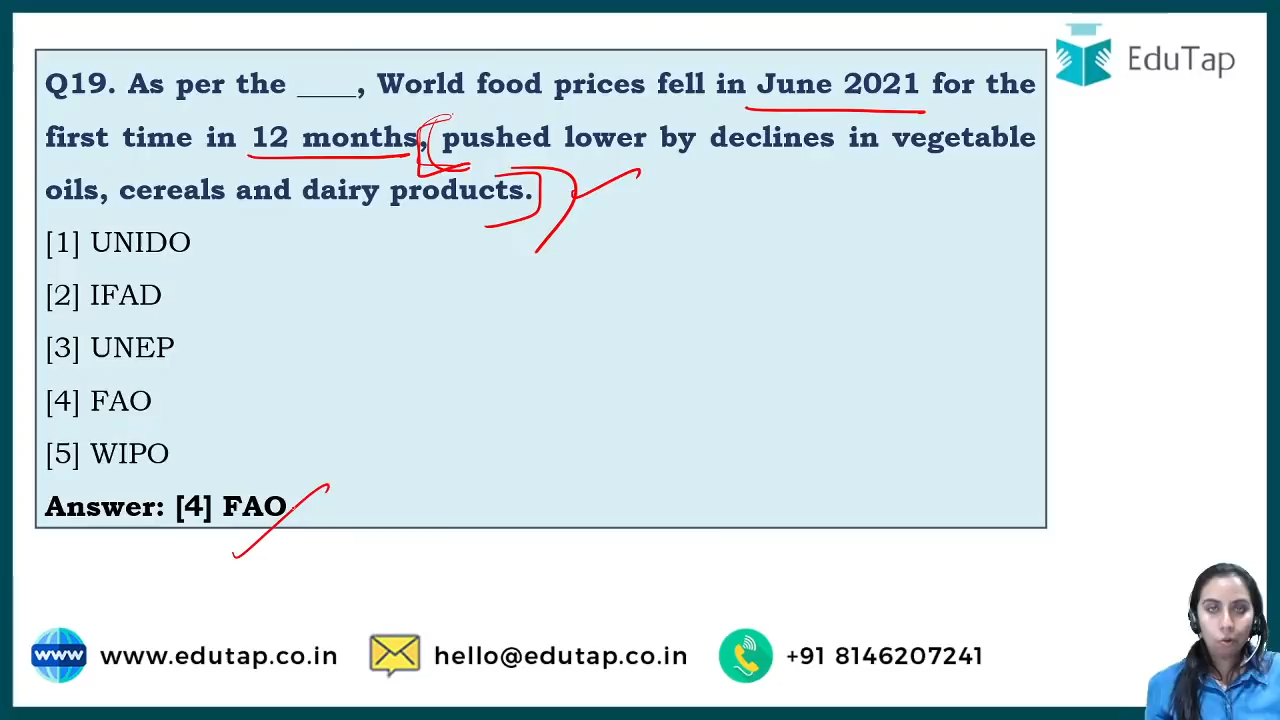 EduTap
Q19. As per the ____, World food prices fell in June 2021 for the
first time in 12 months, pushed lower by declines in vegetable
oils, cereals and dairy products.
[1] UNIDO
[2] IFAD
[3] UNEP
[4] FAO
[5] WIPO
Answer: [4] FAO
www www.edutap.co.in hello@edutap.co.in +91 8146207241